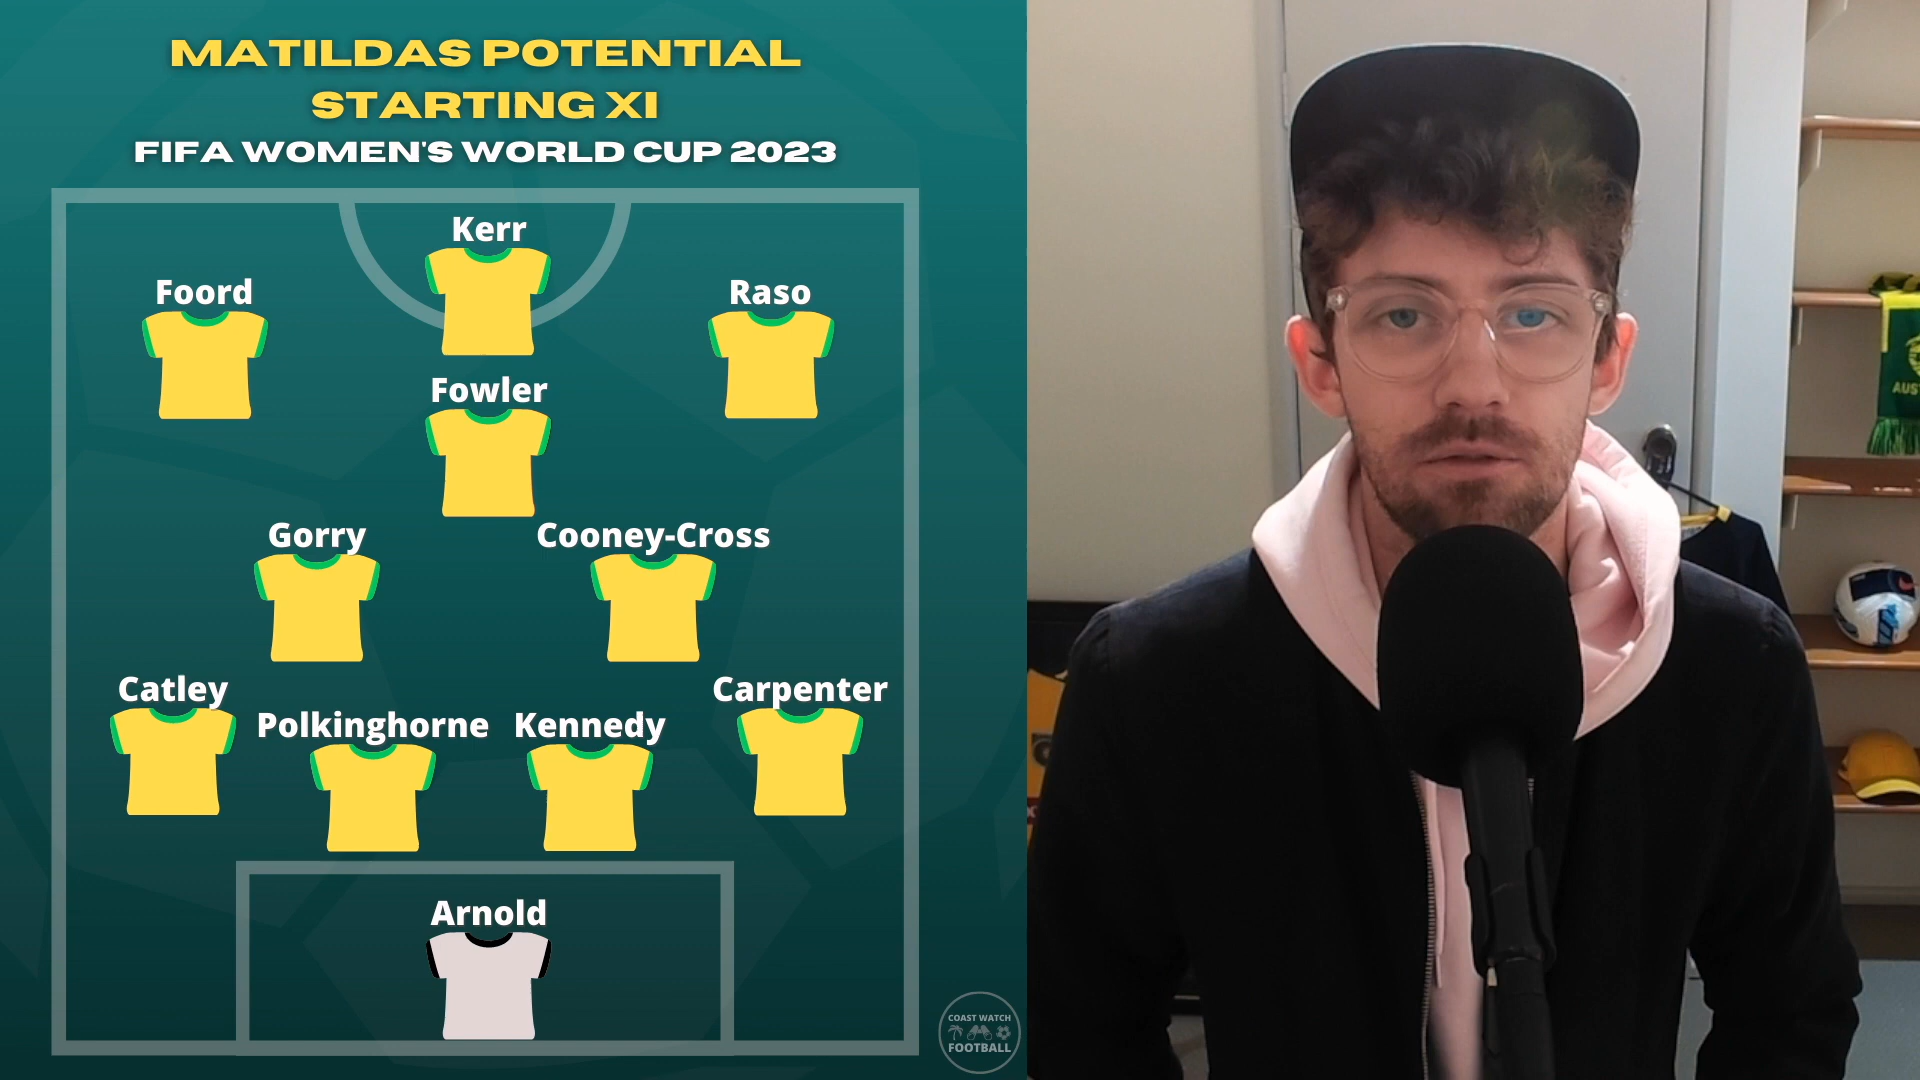 MATILDAS POTENTIAL
STARTING XI
FIFA WOMEN'S WORLD CUP 2023
Kerr
Foord
Raso
Fowler
Gorry
Cooney-Cross
Catley
Carpenter
Polkinghorne
Kennedy
Arnold
COAST WATCH
FOOTBALL
AUS